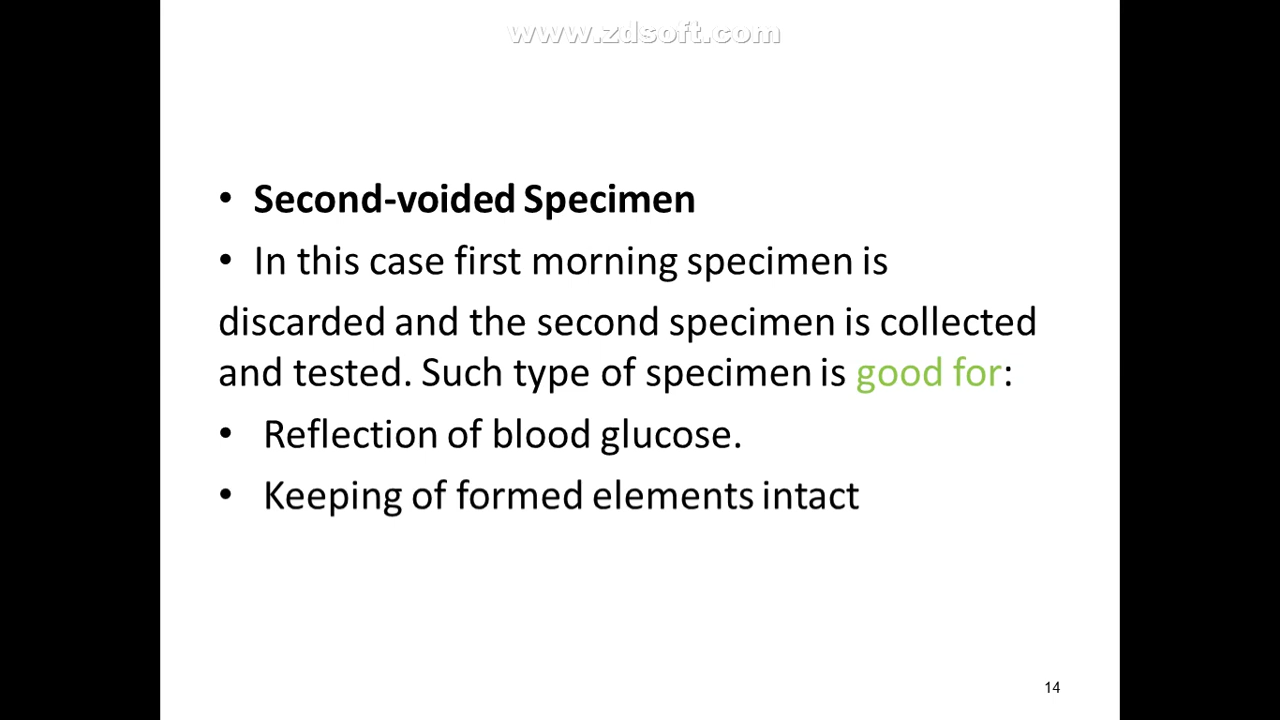 www.zdsoft.com
• Second-voided Specimen
• In this case first morning specimen is
discarded and the second specimen is collected
and tested. Such type of specimen is good for:
• Reflection of blood glucose.
• Keeping of formed elements intact
14